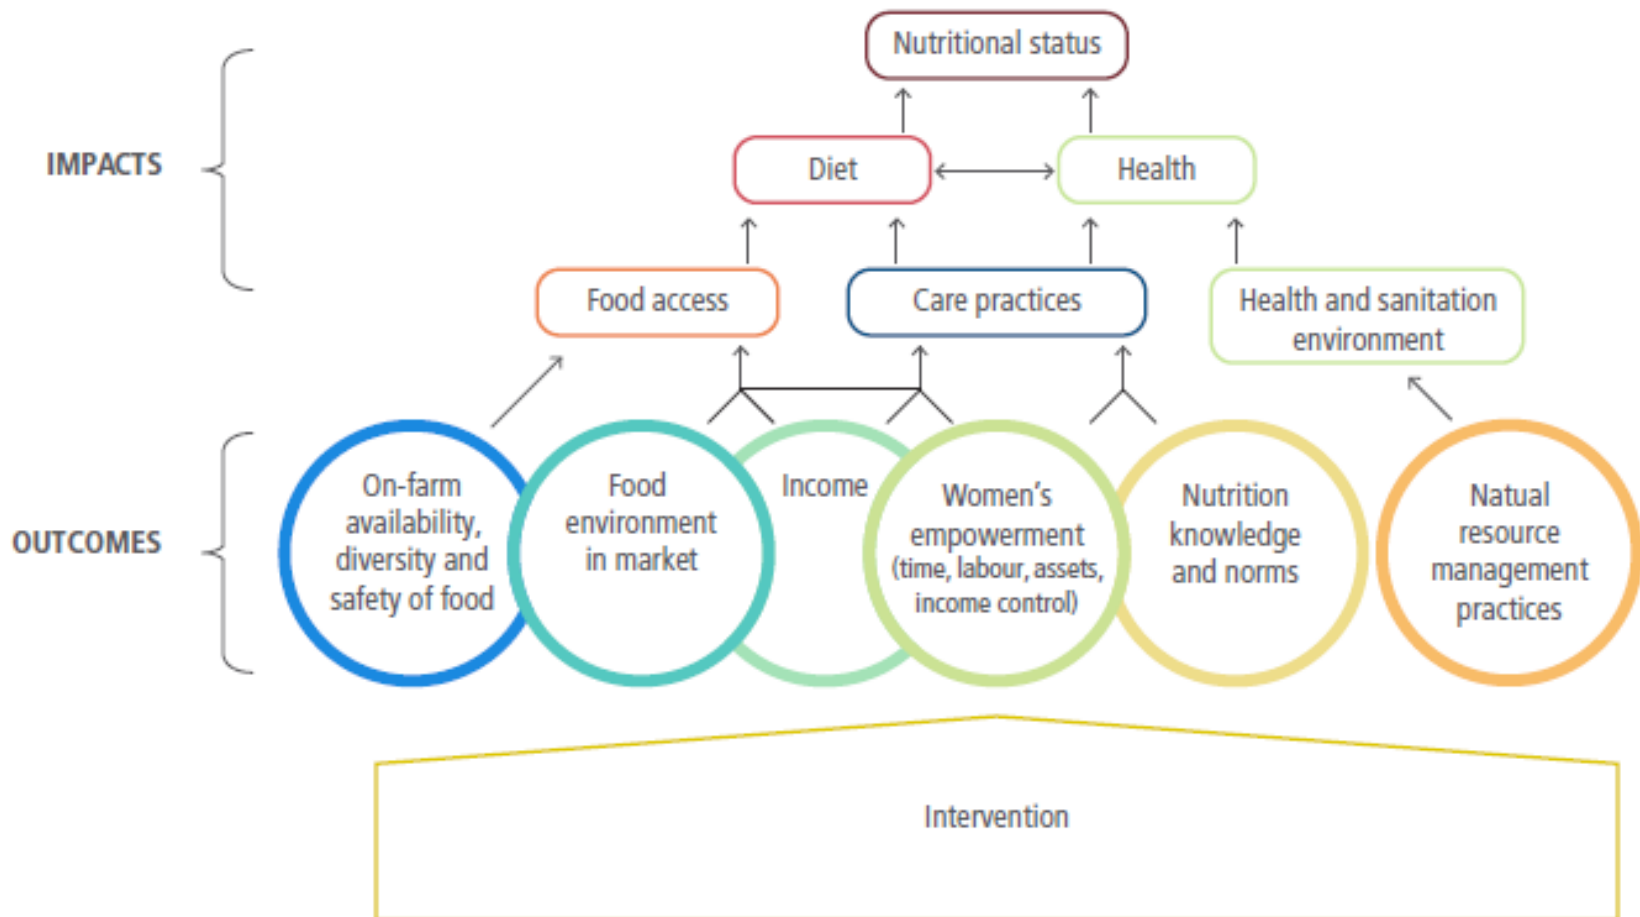 Nutritional status
IMPACTS
Diet
Health
Food access
Care practices
Health and sanitation
environment
OUTCOMES
On-farm
availability,
diversity and
safety of food
Food
environment
in market
Income
Women's
empowerment
(time, labour, assets,
income control)
Nutrition
knowledge
and norms
Natual
resource
management
practices
Intervention